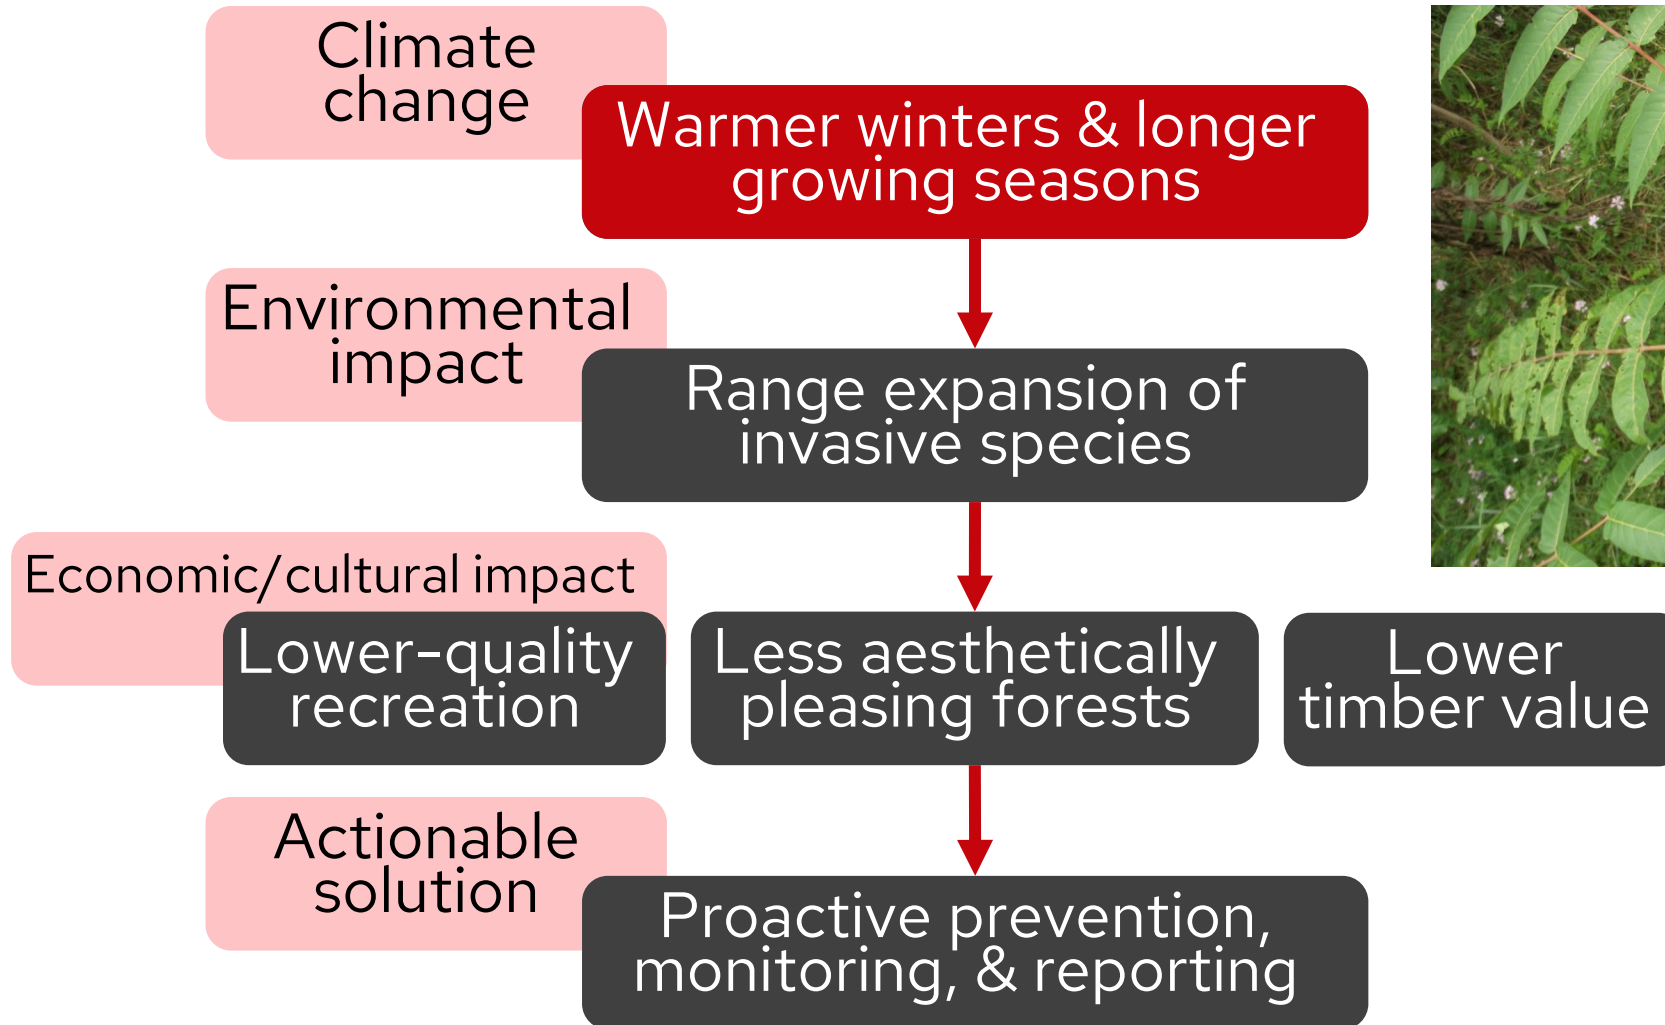 Climate
change
Warmer winters & longer
growing seasons
Environmental
impact
Range expansion of
invasive species
Economic/cultural impact
Lower-quality
recreation
Less aesthetically
pleasing forests
Lower
timber value
Actionable
solution
Proactive prevention,
monitoring, & reporting